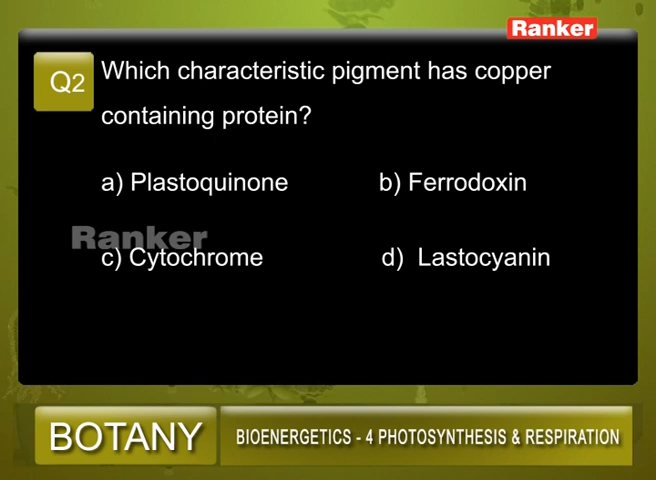 Ranker
Q2 Which characteristic pigment has copper
containing protein?
a) Plastoquinone b) Ferrodoxin
Ranker
c) Cytochrome d) Lastocyanin
BOTANY BIOENERGETICS - 4 PHOTOSYNTHESIS & RESPIRATION